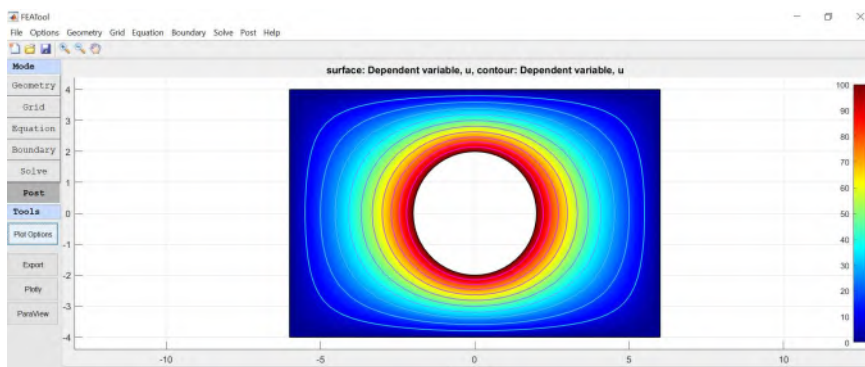 FEATool
File Options Geometry Grid Equation Boundary Solve Post Help
Mode
Geometry
Grid
Equation
Boundary
Solve
Post
Tools
Plot Options
Export
Plotly
ParaView
surface: Dependent variable, u, contour: Dependent variable, u
4
3
2
1
0
-1
-2
-3
-4
-10
-5
0
5
10
100
90
80
70
60
50
40
30
20
10
0